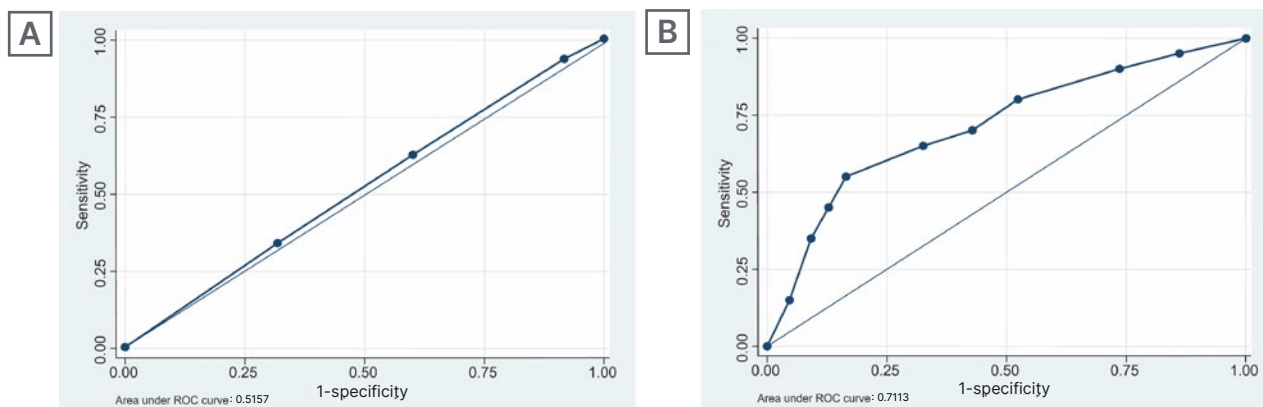 A
1.00
0.75
Sensitivity
0.50
0.25
0.00
0.00 0.25 0.50 0.75 1.00
1-specificity
Area under ROC curve: 0.5157
B
1.00
0.75
Sensitivity
0.50
0.25
0.00
0.00 0.25 0.50 0.75 1.00
1-specificity
Area under ROC curve: 0.7113